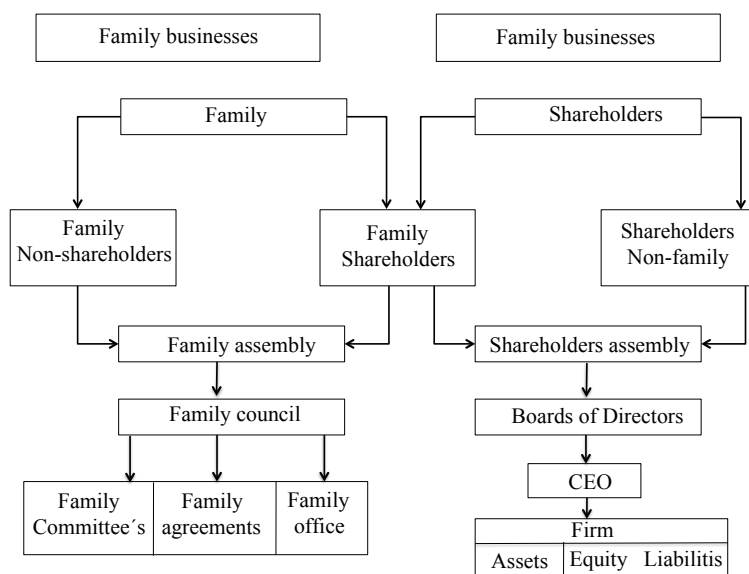 Family businesses
Family businesses
Family
Shareholders
Family
Non-shareholders
Family
Shareholders
Shareholders
Non-family
Family assembly
Shareholders assembly
Family council
Boards of Directors
CEO
Family
Committee´s
Family
agreements
Family
office
Firm
Assets
Equity
Liabilitis